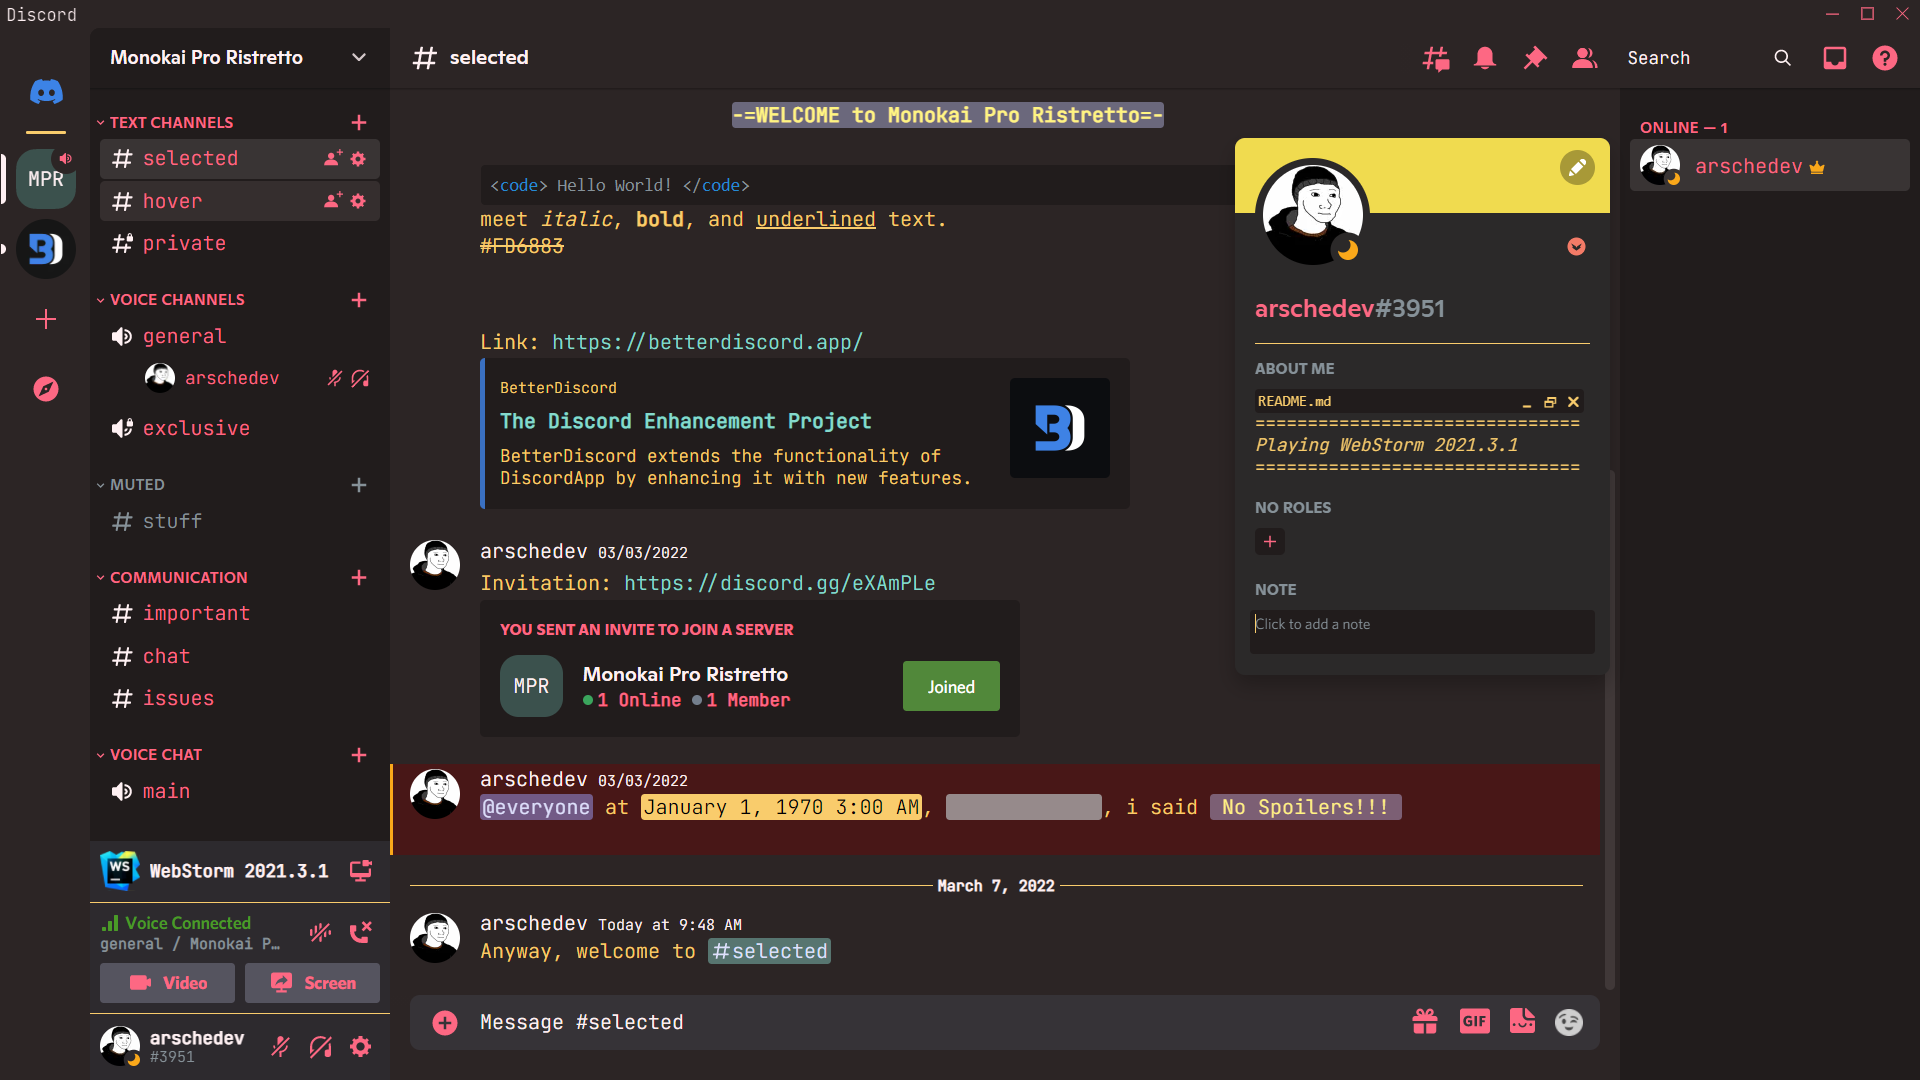 Discord
Monokai Pro Ristretto
TEXT CHANNELS
selected
hover
private
VOICE CHANNELS
general
arschedev
exclusive
MUTED
stuff
COMMUNICATION
important
chat
issues
VOICE CHAT
main
MPR
WebStorm 2021.3.1
Voice Connected
general / Monokai P…
Video
Screen
arschedev
#3951
# selected
Search
-=WELCOME to Monokai Pro Ristretto=-
<code> Hello World! </code>
meet italic, bold, and underlined text.
#FD6883
Link: https://betterdiscord.app/
BetterDiscord
The Discord Enhancement Project
BetterDiscord extends the functionality of
DiscordApp by enhancing it with new features.
arschedev 03/03/2022
Invitation: https://discord.gg/eXAmPLe
YOU SENT AN INVITE TO JOIN A SERVER
MPR
Monokai Pro Ristretto
1 Online 1 Member
Joined
arschedev 03/03/2022
@everyone at January 1, 1970 3:00 AM, , i said No Spoilers!!!
March 7, 2022
arschedev Today at 9:48 AM
Anyway, welcome to #selected
Message #selected
GIF
arschedev#3951
ABOUT ME
README.md
===============================
Playing WebStorm 2021.3.1
===============================
NO ROLES
NOTE
Click to add a note
ONLINE — 1
arschedev